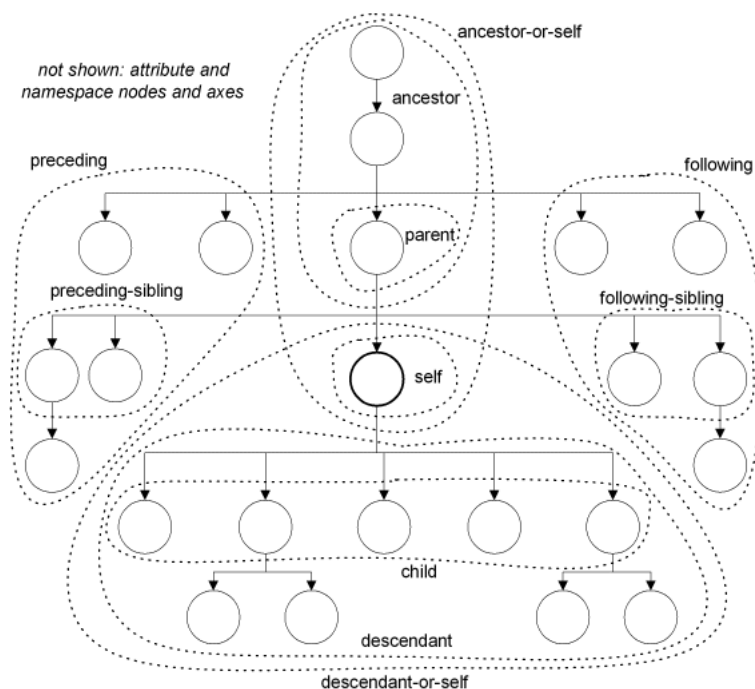 ancestor-or-self
not shown: attribute and
namespace nodes and axes
ancestor
preceding
following
parent
preceding-sibling
following-sibling
self
child
descendant
descendant-or-self